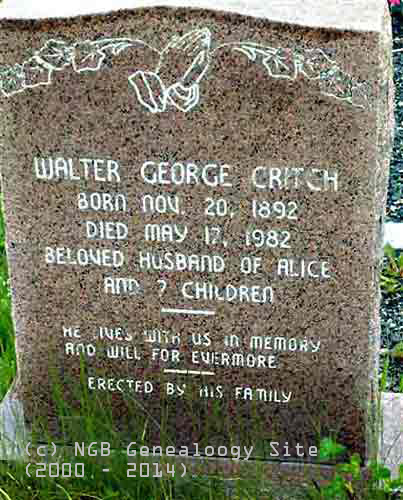 WALTER GEORGE CRITCH
BORN NOV. 20, 1892
DIED MAY 17, 1982
BELOVED HUSBAND OF ALICE
AND 7 CHILDREN
HE LIVES WITH US IN MEMORY
AND WILL FOR EVERMORE
ERECTED BY HIS FAMILY
(c) NGB Genealoogy Site
(2000 - 2014)